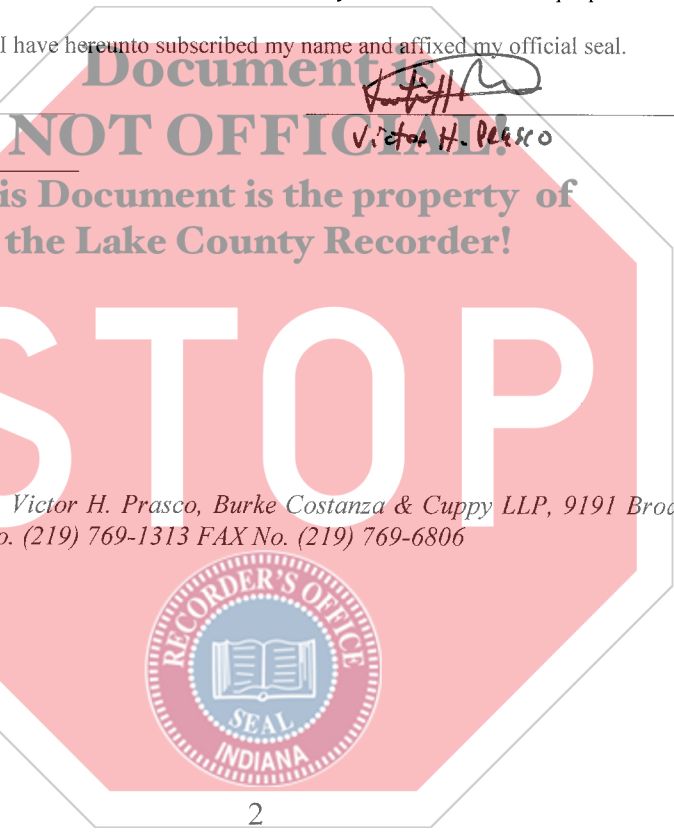 I have hereunto subscribed my name and affixed my official seal.
Document is
NOT OFFICIAL!
Victor H. Prasco
is Document is the property of
the Lake County Recorder!
STOP
Victor H. Prasco, Burke Costanza & Cuppy LLP, 9191 Broa
o. (219) 769-1313 FAX No. (219) 769-6806
RECORDER'S OFFICE
SEAL
INDIANA
2